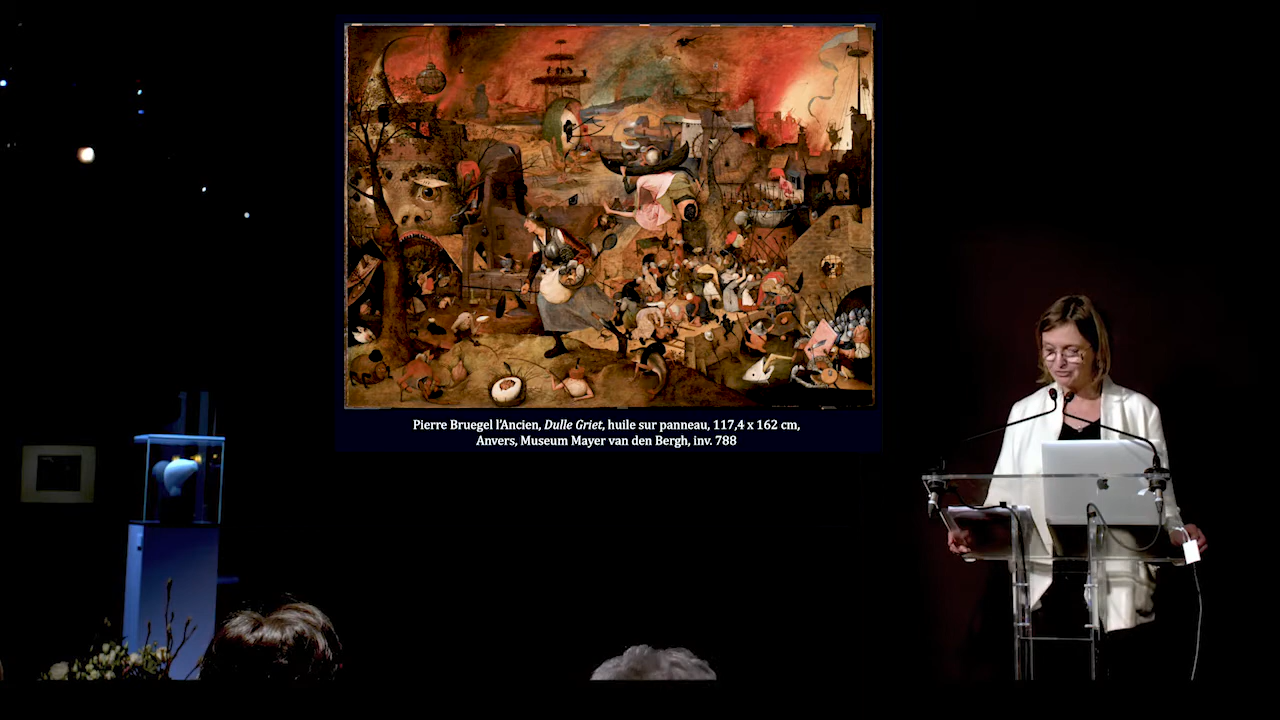 Pierre Bruegel l'Ancien, Dulle Griet, huile sur panneau, 117,4 x 162 cm,
Anvers, Museum Mayer van den Bergh, inv. 788